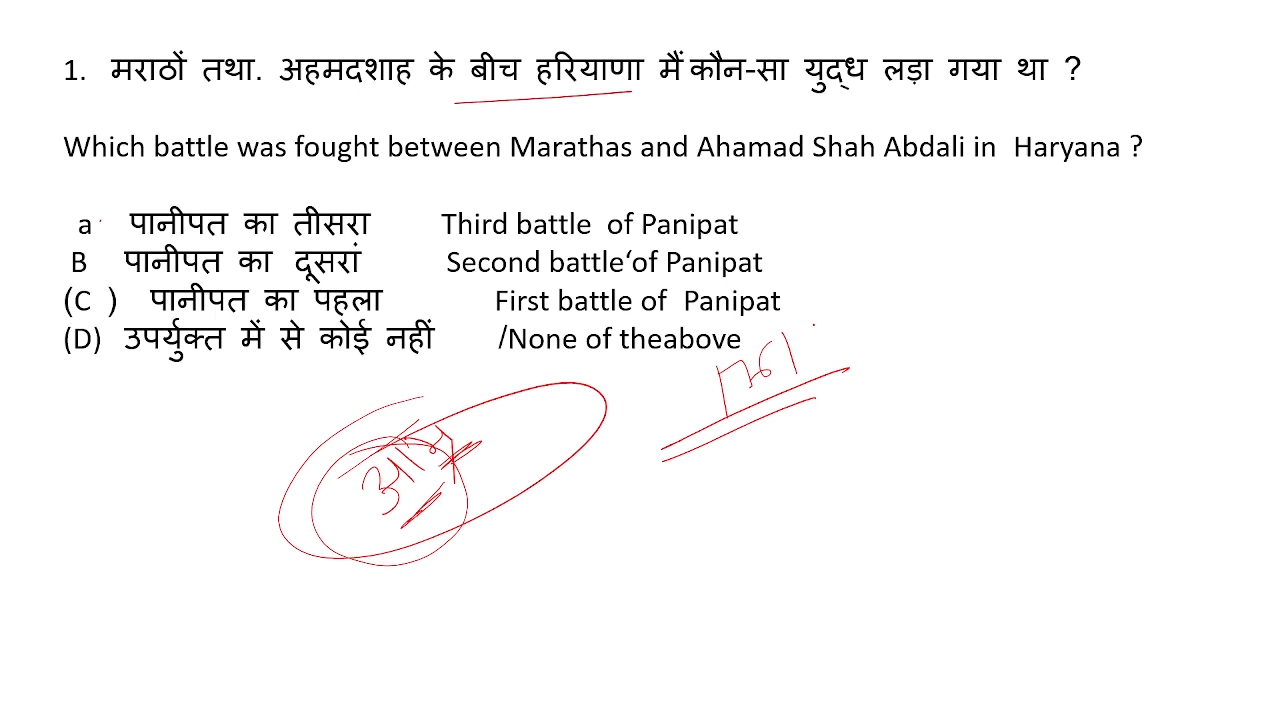 1. मराठों तथा. अहमदशाह के बीच हरियाणा मैं कौन-सा युद्ध लड़ा गया था ?
Which battle was fought between Marathas and Ahamad Shah Abdali in Haryana ?
a पानीपत का तीसरा Third battle of Panipat
B पानीपत का दूसरां Second battle‘of Panipat
(C ) पानीपत का पहला First battle of Panipat
(D) उपर्युक्त में से कोई नहीं /None of theabove